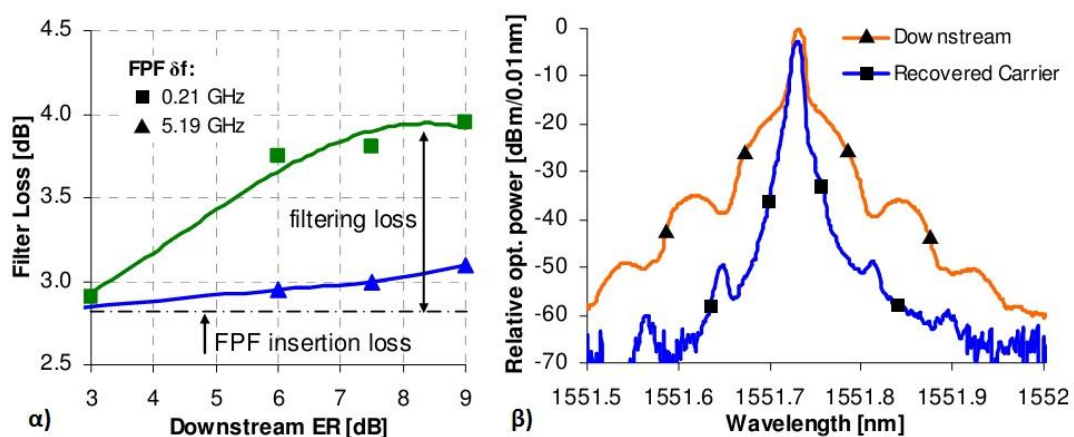 4.5
4.0
3.5
3.0
2.5
Filter Loss [dB]
FPF δf:
0.21 GHz
5.19 GHz
filtering loss
FPF insertion loss
3 4 5 6 7 8 9
Downstream ER [dB]
α)
0
-10
-20
-30
-40
-50
-60
-70
Relative opt. power [dBm/0.01nm]
Downstream
Recovered Carrier
1551.5 1551.6 1551.7 1551.8 1551.9 1552
Wavelength [nm]
β)